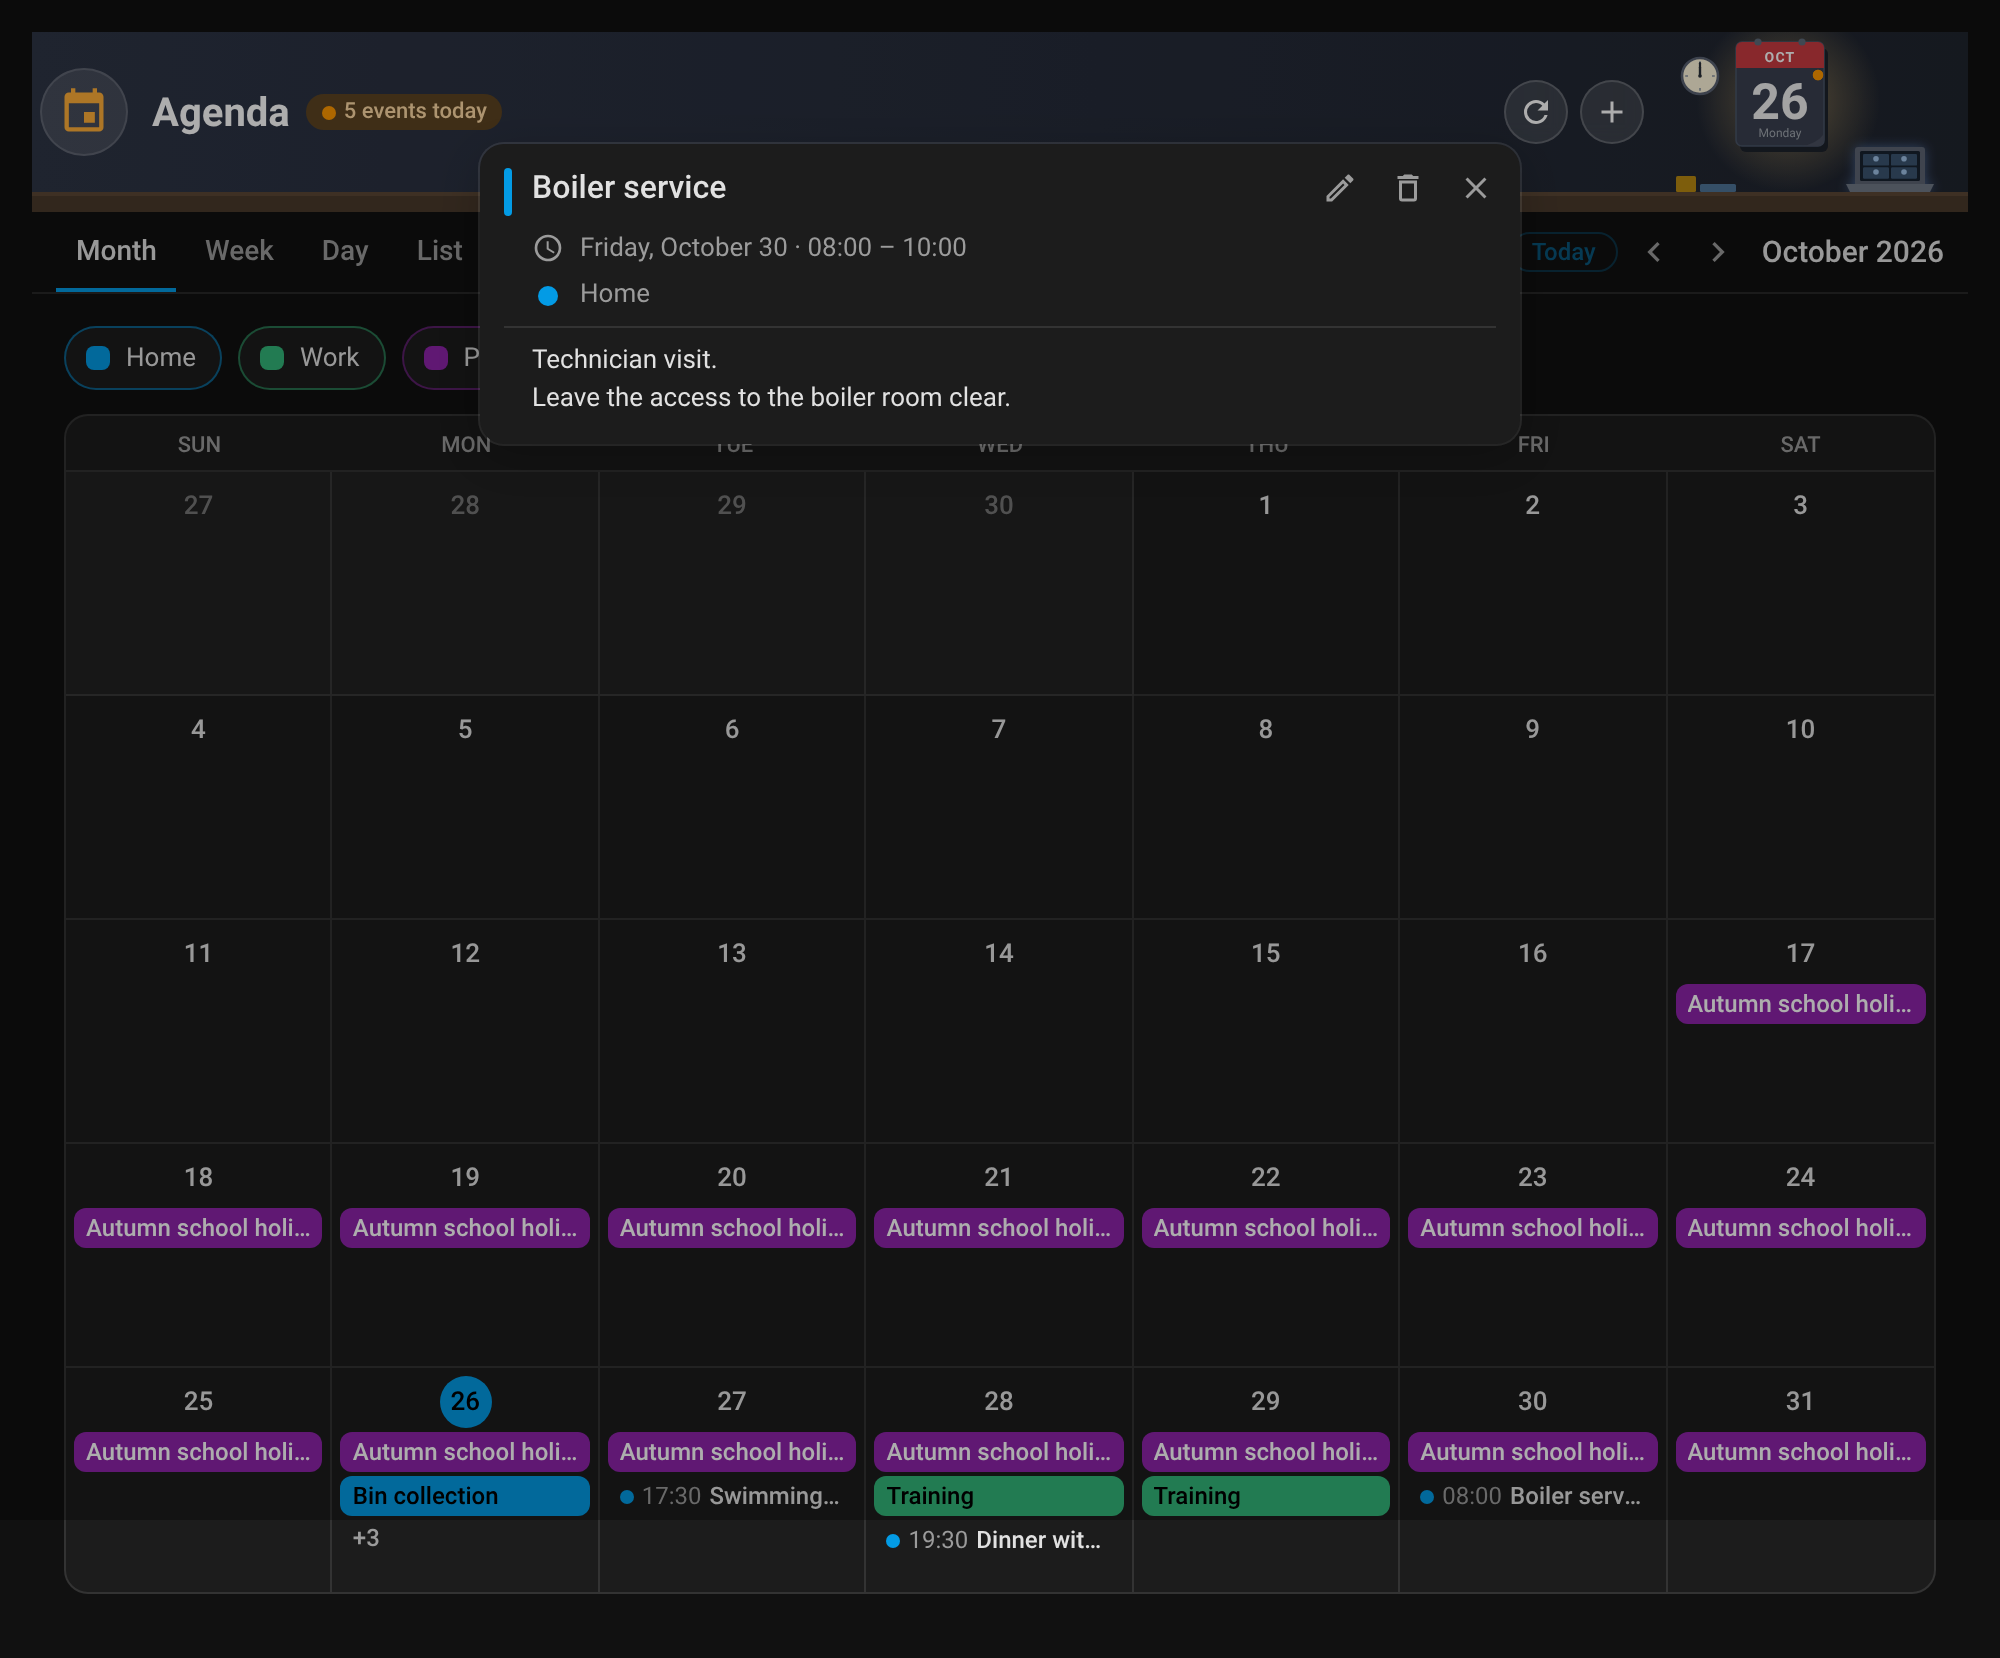 Agenda
5 events today
OCT
26
Monday
Boiler service
Friday, October 30 · 08:00 – 10:00
Home
Technician visit.
Leave the access to the boiler room clear.
Month Week Day List
Today
October 2026
Home
Work
P
SUN MON TUE WED THU FRI SAT
27 28 29 30 1 2 3
4 5 6 7 8 9 10
11 12 13 14 15 16 17
Autumn school holi…
18 19 20 21 22 23 24
Autumn school holi… Autumn school holi… Autumn school holi… Autumn school holi… Autumn school holi… Autumn school holi… Autumn school holi…
25 26 27 28 29 30 31
Autumn school holi… Autumn school holi… Autumn school holi… Autumn school holi… Autumn school holi… Autumn school holi… Autumn school holi…
Bin collection 17:30 Swimming… Training Training 08:00 Boiler serv…
+3 19:30 Dinner wit…